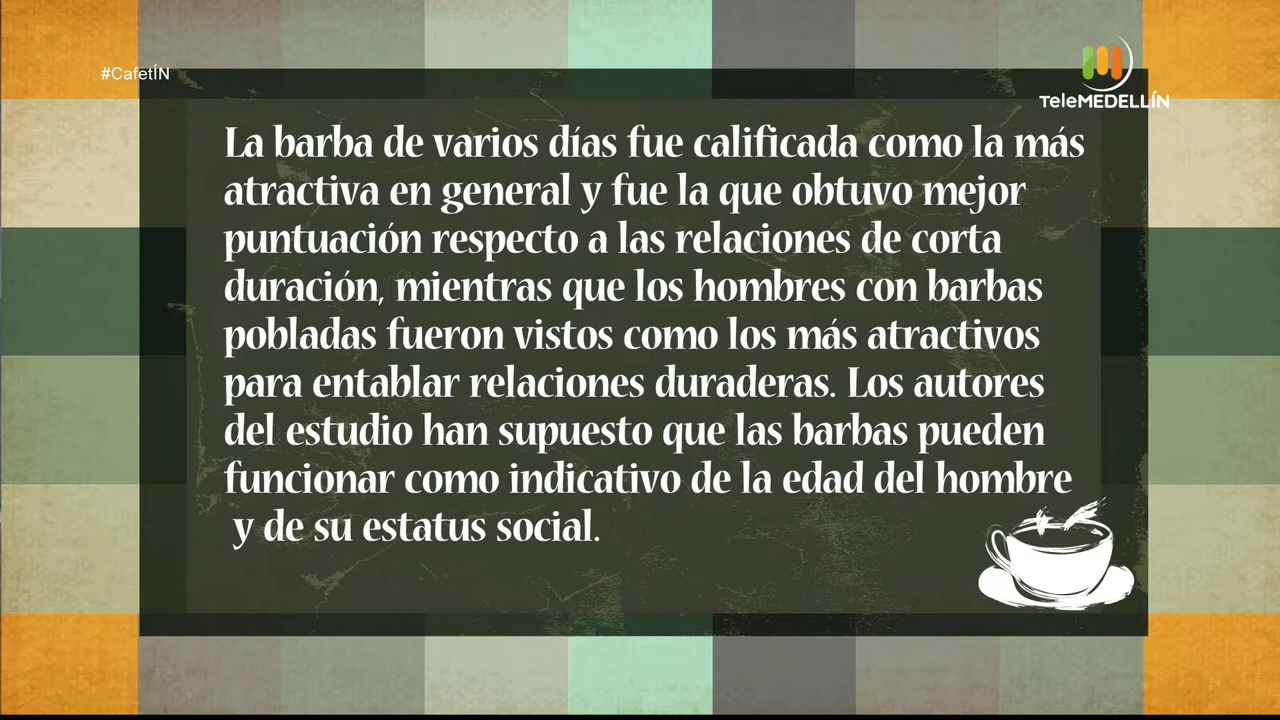 #CafetÍN
TeleMEDELLÍN
La barba de varios días fue calificada como la más
atractiva en general y fue la que obtuvo mejor
puntuación respecto a las relaciones de corta
duración, mientras que los hombres con barbas
pobladas fueron vistos como los más atractivos
para entablar relaciones duraderas. Los autores
del estudio han supuesto que las barbas pueden
funcionar como indicativo de la edad del hombre
y de su estatus social.